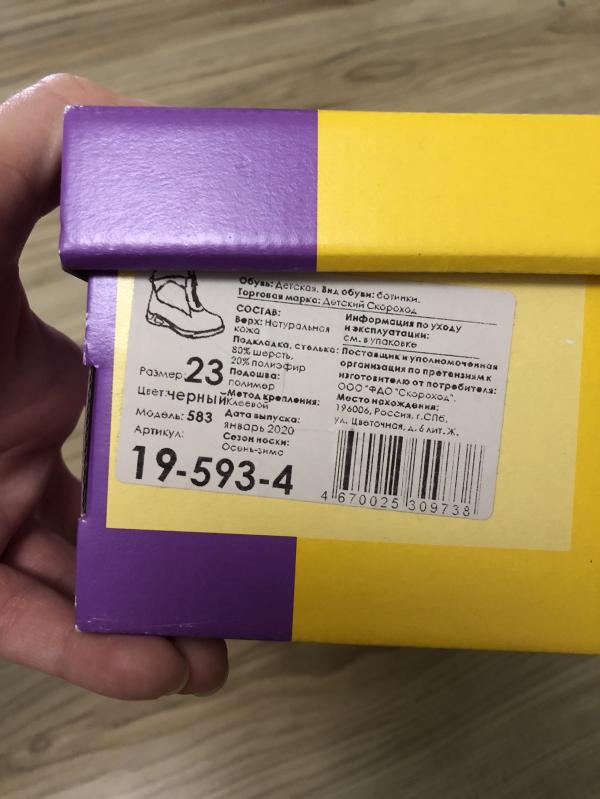 Обувь: Детская. Вид обуви: ботинки.
Торговая марка: Детский Скороход
СОСТАВ:
Верх: Натуральная
кожа
Подкладка, стелька:
80% шерсть,
20% полиэфир
Подошва:
полимер
Метод крепления:
Клеевой
Дата выпуска:
январь 2020
Сезон носки:
Осень-зима
Информация по уходу
и эксплуатации:
см. в упаковке
Поставщик и уполномоченная
организация по претензиям к
изготовителю от потребителя:
ООО "ФДО "Скороход".
Место нахождения:
196006, Россия, г.СПб,
ул. Цветочная, д. 6 лит. Ж.
Размер: 23
Цвет: черный
Модель: 583
Артикул:
19-593-4
4 670025 309738